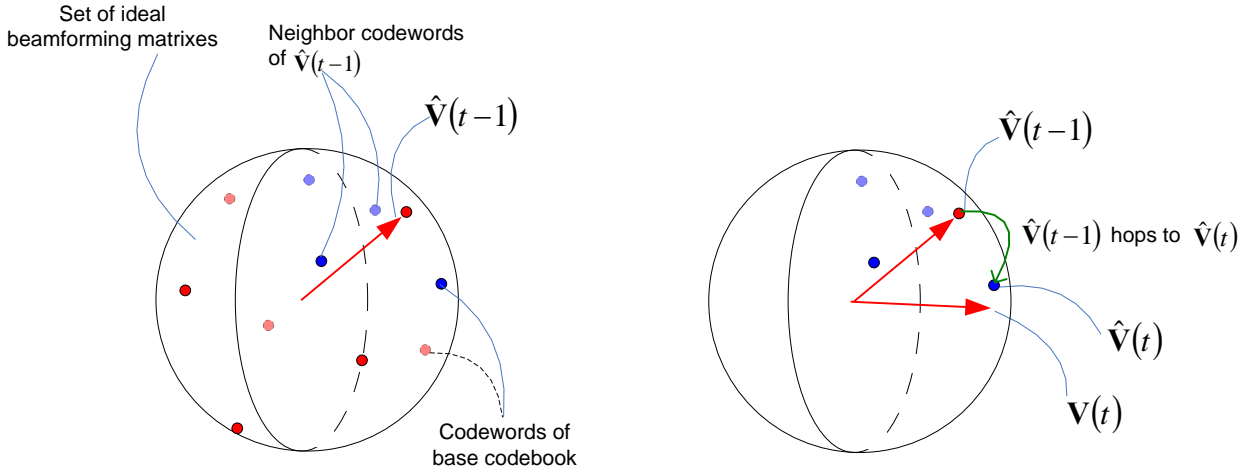 Set of ideal
beamforming matrixes
Neighbor codewords
of V̂(t−1)
V̂(t−1)
Codewords of
base codebook
V̂(t−1)
V̂(t−1) hops to V̂(t)
V̂(t)
V(t)